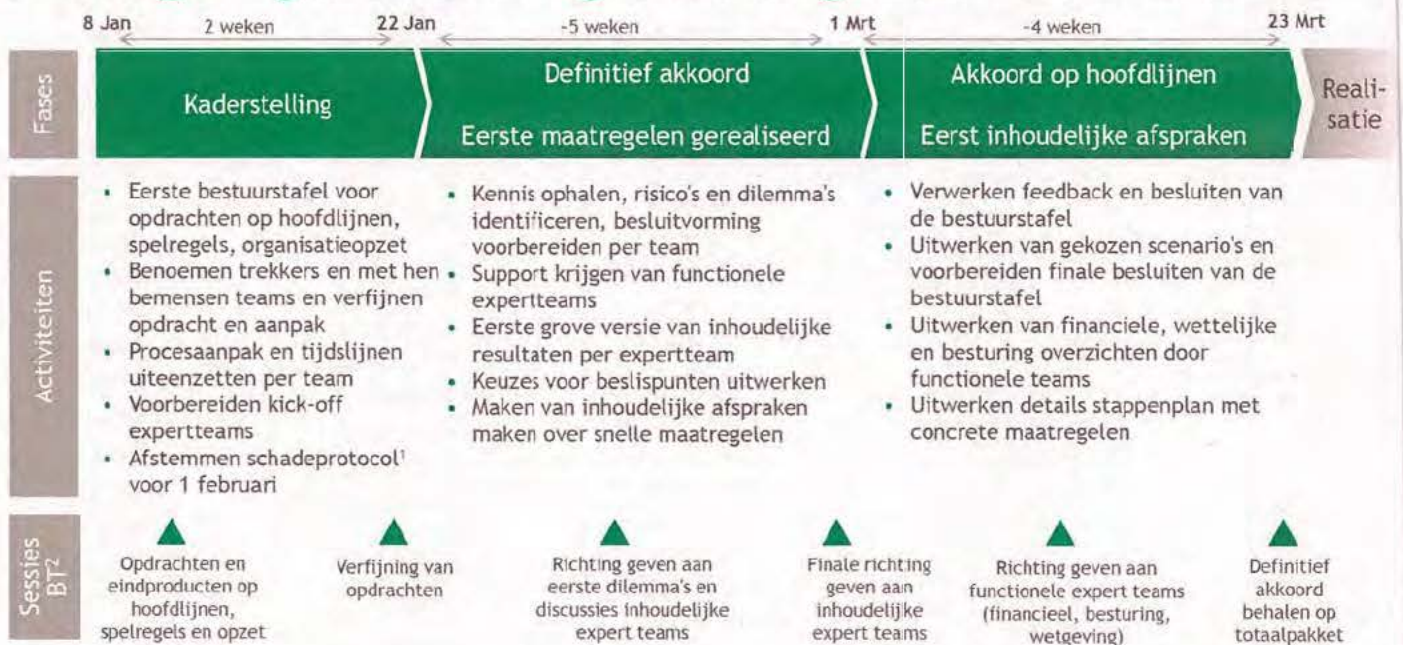 8 Jan
2 weken
22 Jan
-5 weken
1 Mrt
-4 weken
23 Mrt
Fases
Kaderstelling
Definitief akkoord
Eerste maatregelen gerealiseerd
Akkoord op hoofdlijnen
Eerst inhoudelijke afspraken
Reali-
satie
Activiteiten
• Eerste bestuurstafel voor
opdrachten op hoofdlijnen,
spelregels, organisatieopzet
• Benoemen trekkers en met hen
bemensen teams en verfijnen
opdracht en aanpak
• Procesaanpak en tijdslijnen
uiteenzetten per team
• Voorbereiden kick-off
expertteams
• Afstemmen schadeprotocol¹
voor 1 februari
• Kennis ophalen, risico's en dilemma's
identificeren, besluitvorming
voorbereiden per team
• Support krijgen van functionele
expertteams
• Eerste grove versie van inhoudelijke
resultaten per expertteam
• Keuzes voor beslispunten uitwerken
• Maken van inhoudelijke afspraken
maken over snelle maatregelen
• Verwerken feedback en besluiten van
de bestuurstafel
• Uitwerken van gekozen scenario's en
voorbereiden finale besluiten van de
bestuurstafel
• Uitwerken van financiele, wettelijke
en besturing overzichten door
functionele teams
• Uitwerken details stappenplan met
concrete maatregelen
Sessies
BT²
Opdrachten en
eindproducten op
hoofdlijnen,
spelregels en opzet
Verfijning van
opdrachten
Richting geven aan
eerste dilemma's en
discussies inhoudelijke
expert teams
Finale richting
geven aan
inhoudelijke
expert teams
Richting geven aan
functionele expert teams
(financieel, besturing,
wetgeving)
Definitief
akkoord
behalen op
totaalpakket